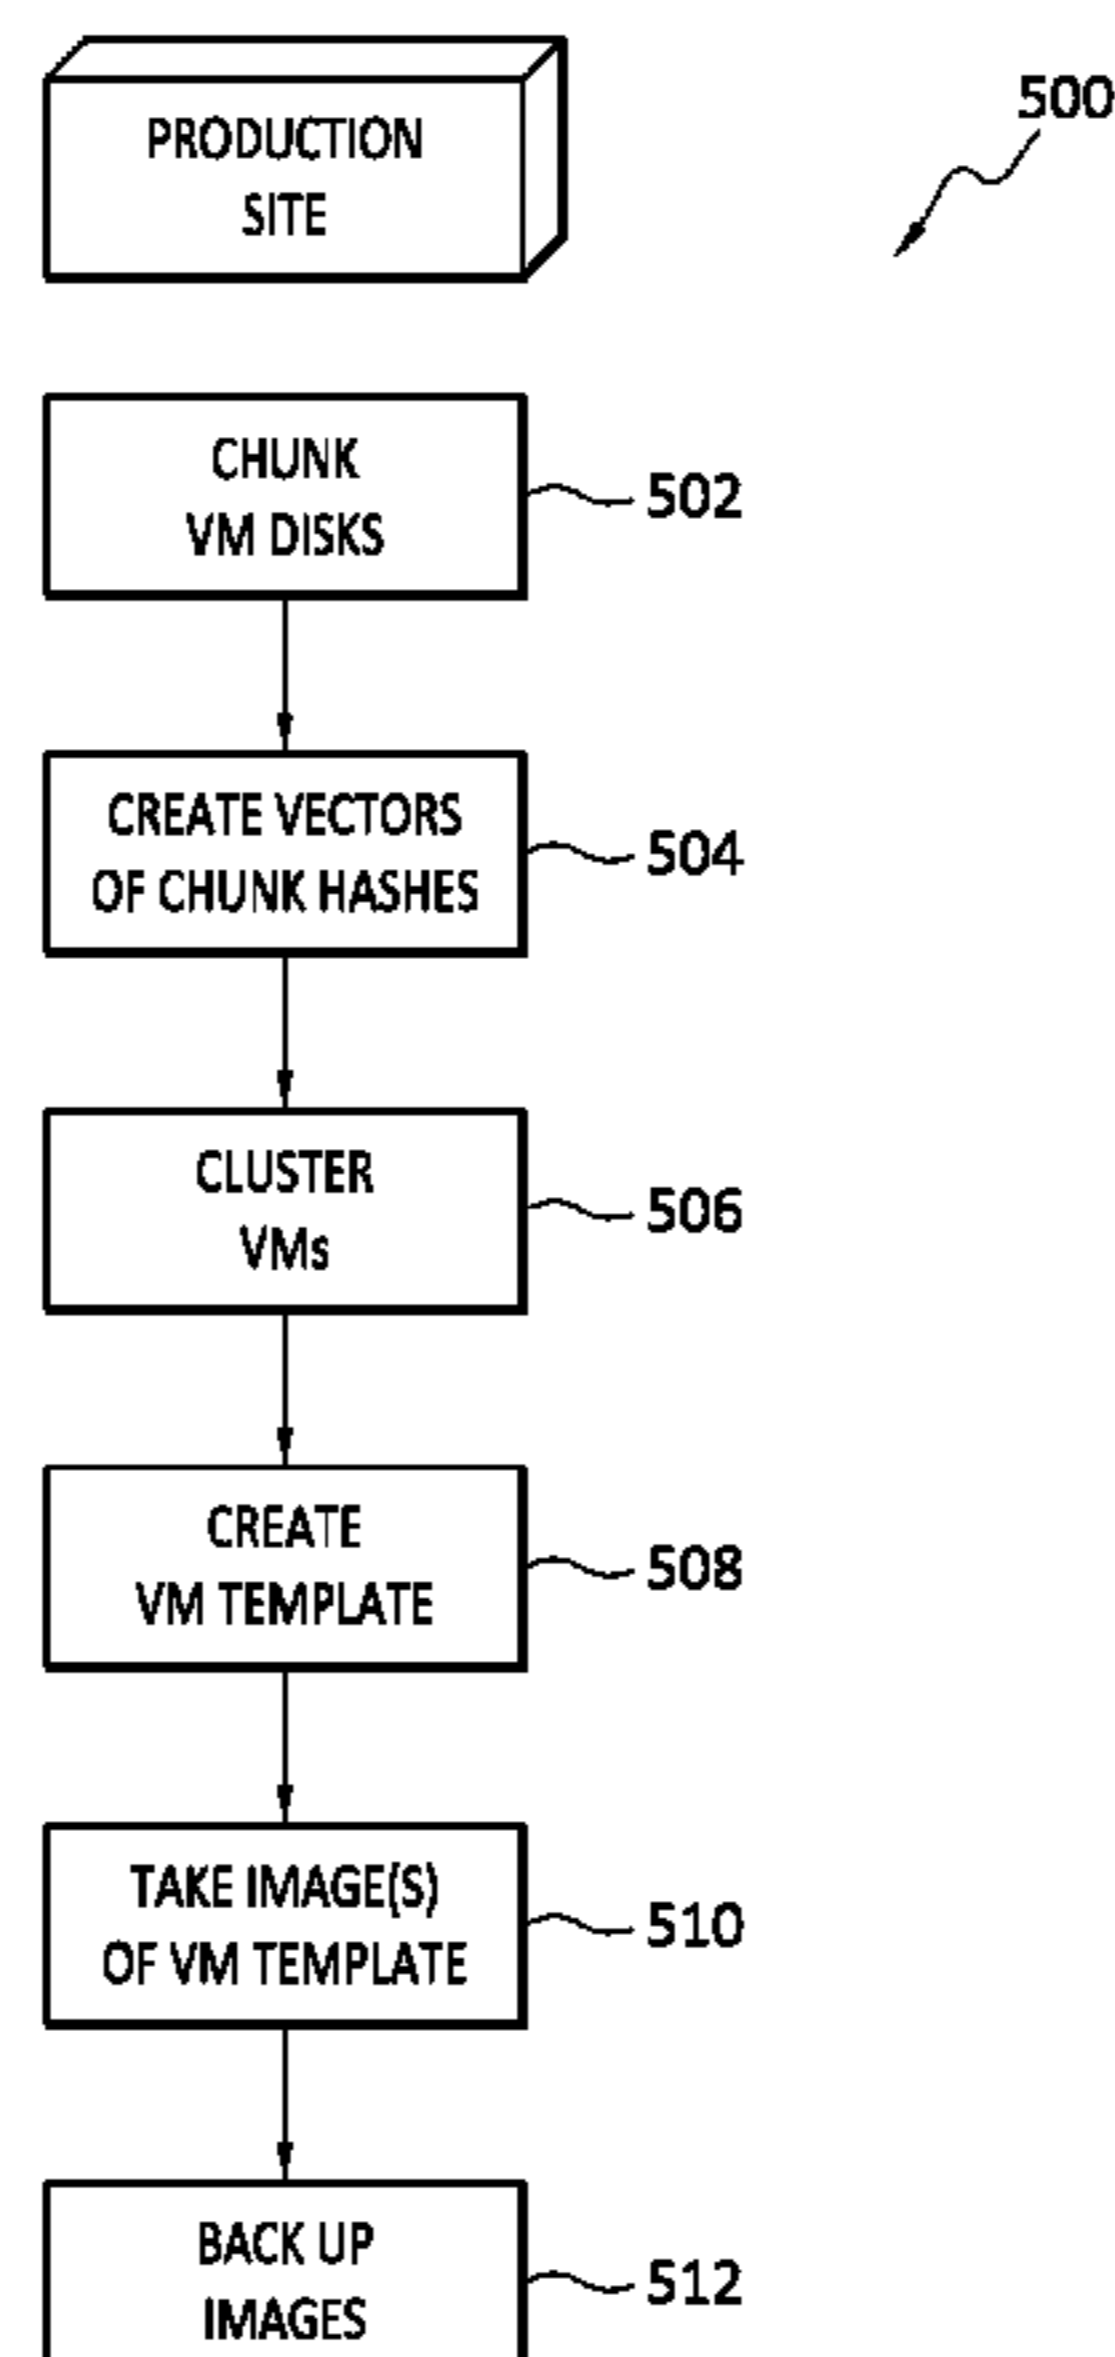 PRODUCTION
SITE
500
CHUNK
VM DISKS
502
CREATE VECTORS
OF CHUNK HASHES
504
CLUSTER
VMs
506
CREATE
VM TEMPLATE
508
TAKE IMAGE(S)
OF VM TEMPLATE
510
BACK UP
IMAGES
512